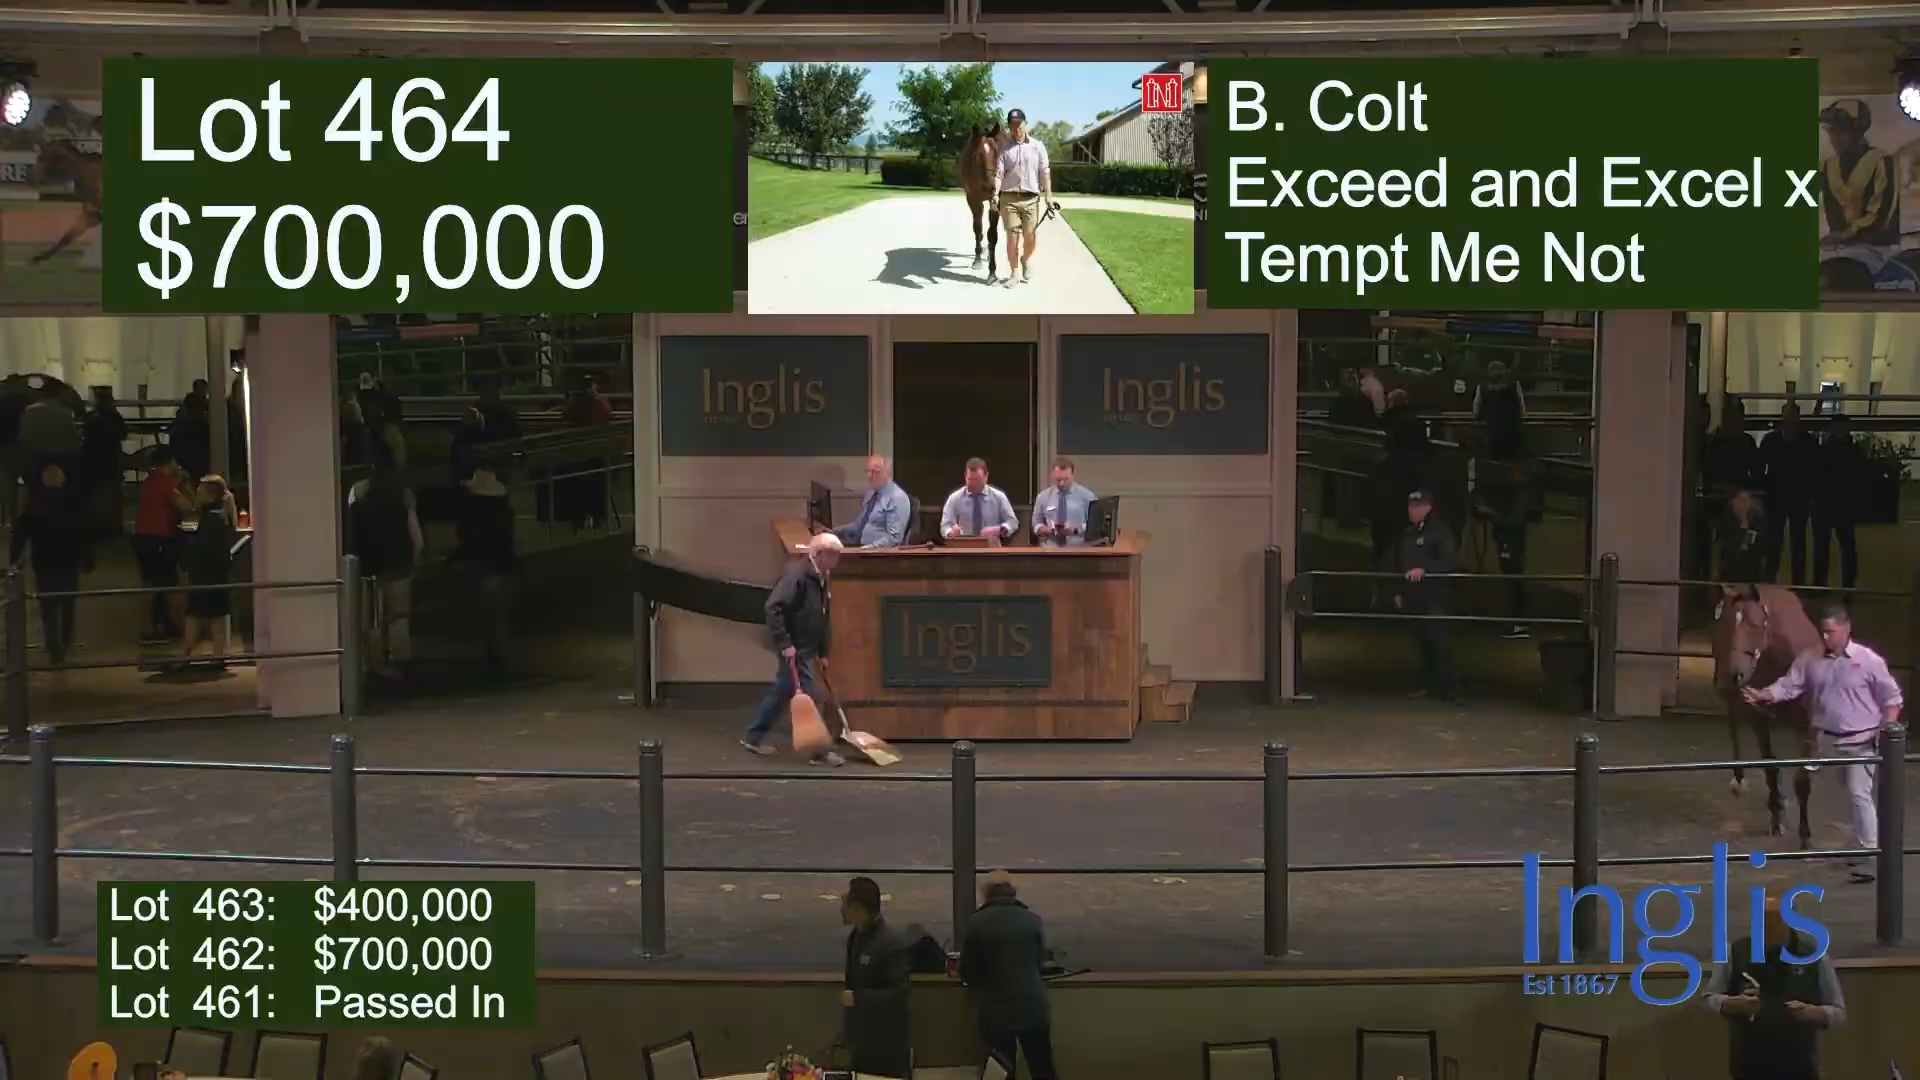 Lot 464
$700,000
B. Colt
Exceed and Excel x
Tempt Me Not
Inglis
Inglis
Inglis
Lot 463: $400,000
Lot 462: $700,000
Lot 461: Passed In
Inglis
Est 1867